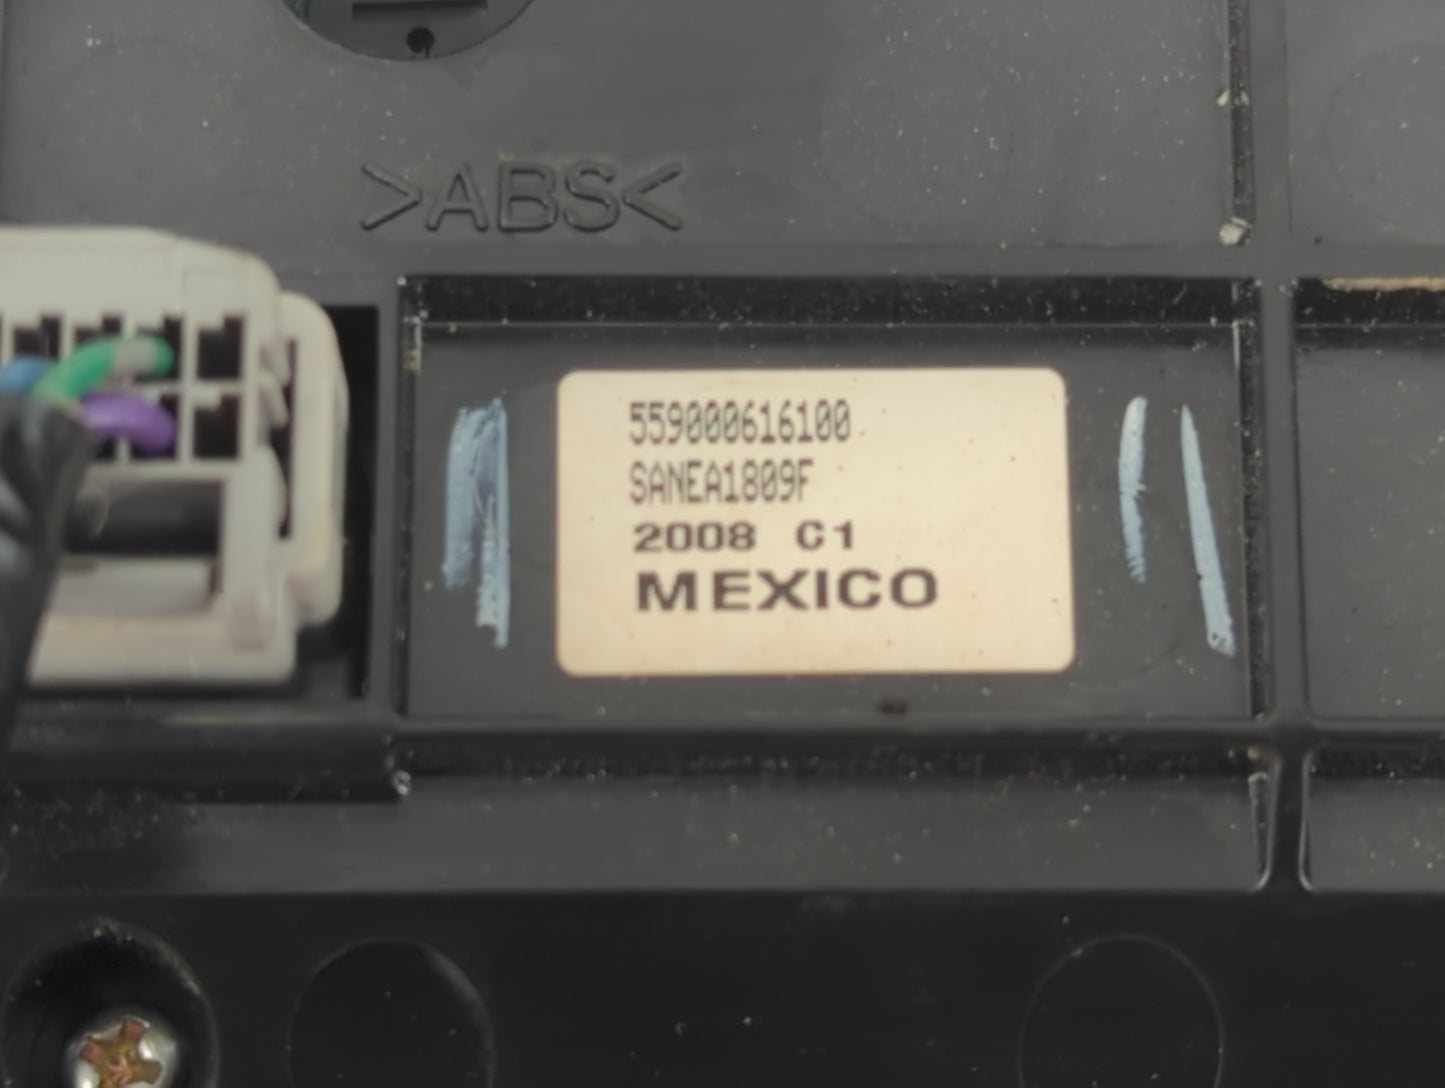 >ABS<
559000616100
SANEA1809F
2008 C1
MEXICO